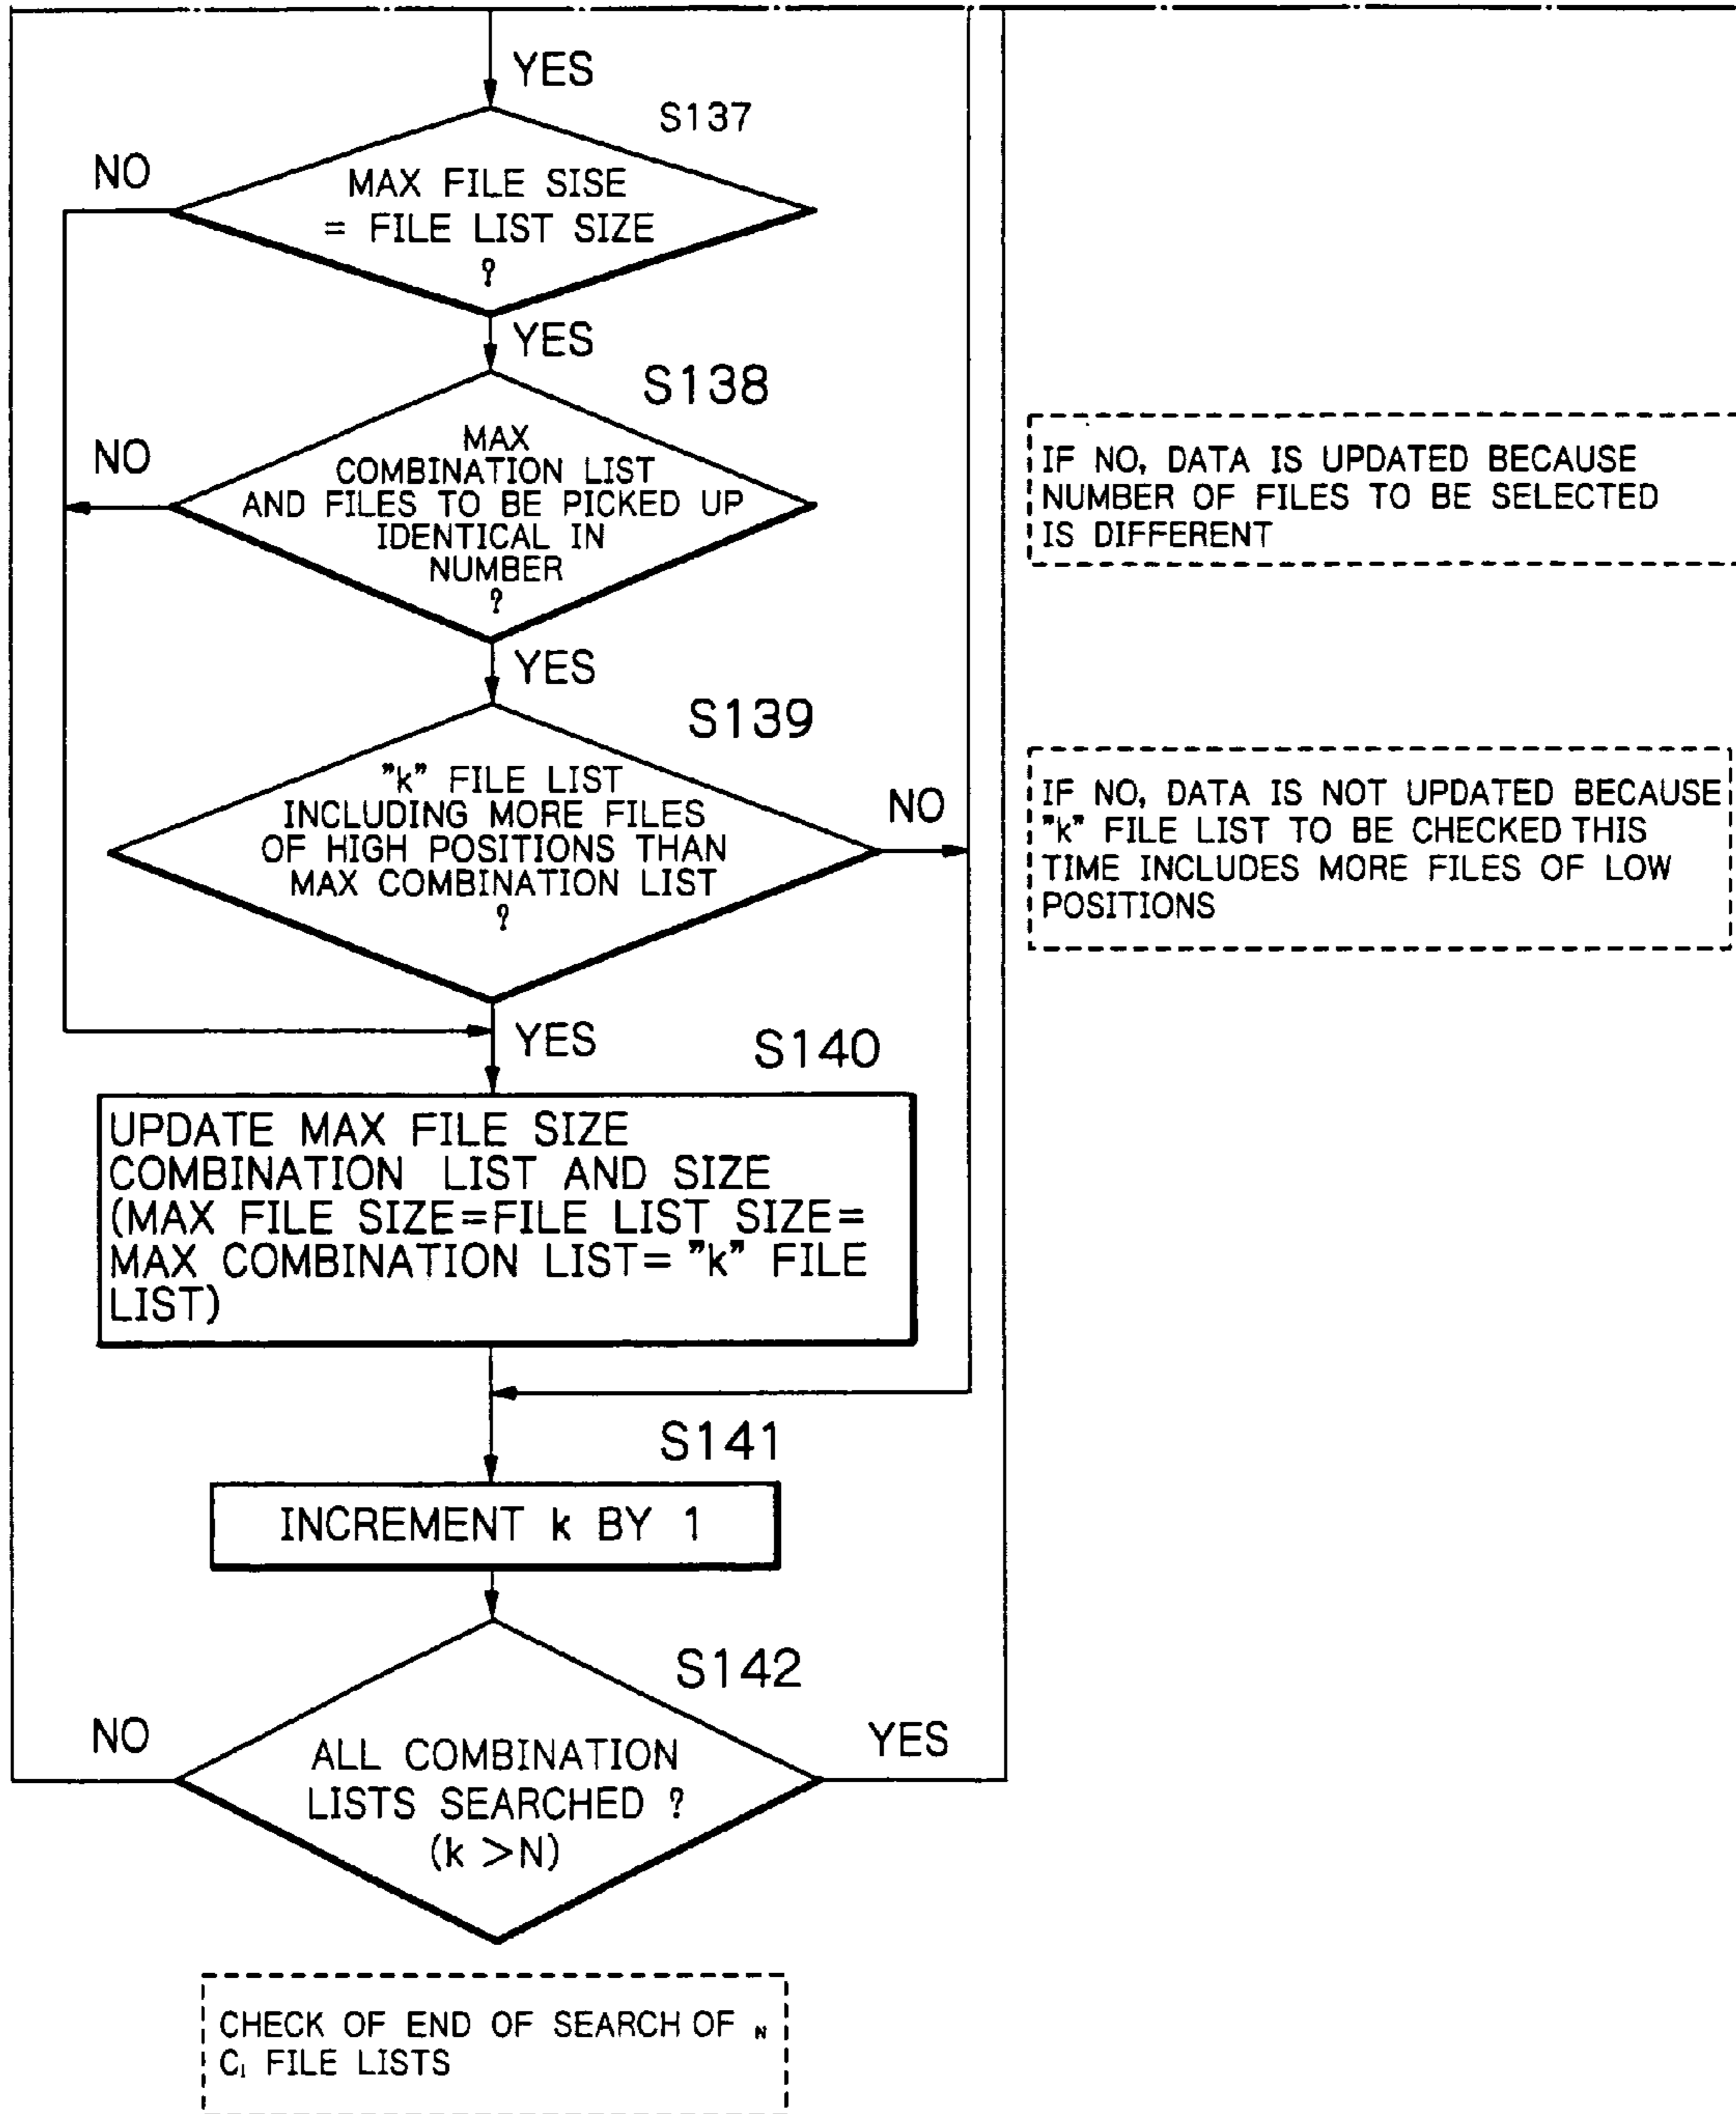 YES
S137
NO
MAX FILE SISE
= FILE LIST SIZE
?
YES
S138
NO
MAX
COMBINATION LIST
AND FILES TO BE PICKED UP
IDENTICAL IN
NUMBER
?
IF NO, DATA IS UPDATED BECAUSE
NUMBER OF FILES TO BE SELECTED
IS DIFFERENT
YES
S139
"k" FILE LIST
INCLUDING MORE FILES
OF HIGH POSITIONS THAN
MAX COMBINATION LIST
?
NO
IF NO, DATA IS NOT UPDATED BECAUSE
"k" FILE LIST TO BE CHECKED THIS
TIME INCLUDES MORE FILES OF LOW
POSITIONS
YES
S140
UPDATE MAX FILE SIZE
COMBINATION LIST AND SIZE
(MAX FILE SIZE=FILE LIST SIZE=
MAX COMBINATION LIST= "k" FILE
LIST)
S141
INCREMENT k BY 1
S142
NO
ALL COMBINATION
LISTS SEARCHED ?
(k >N)
YES
CHECK OF END OF SEARCH OF N
Cı FILE LISTS